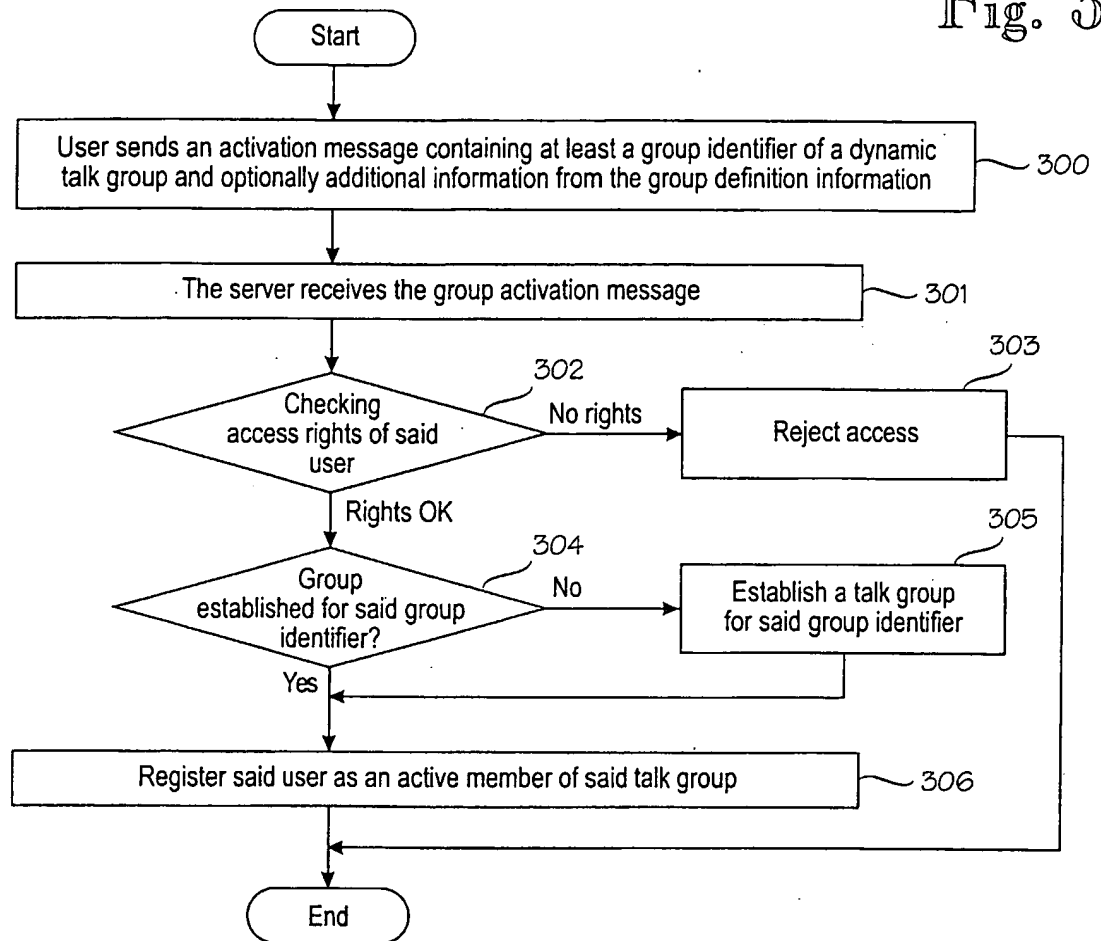 Fig. 3
Start
User sends an activation message containing at least a group identifier of a dynamic
talk group and optionally additional information from the group definition information
300
The server receives the group activation message
301
302
Checking
access rights of said
user
No rights
303
Reject access
Rights OK
304
Group
established for said group
identifier?
No
305
Establish a talk group
for said group identifier
Yes
Register said user as an active member of said talk group
306
End